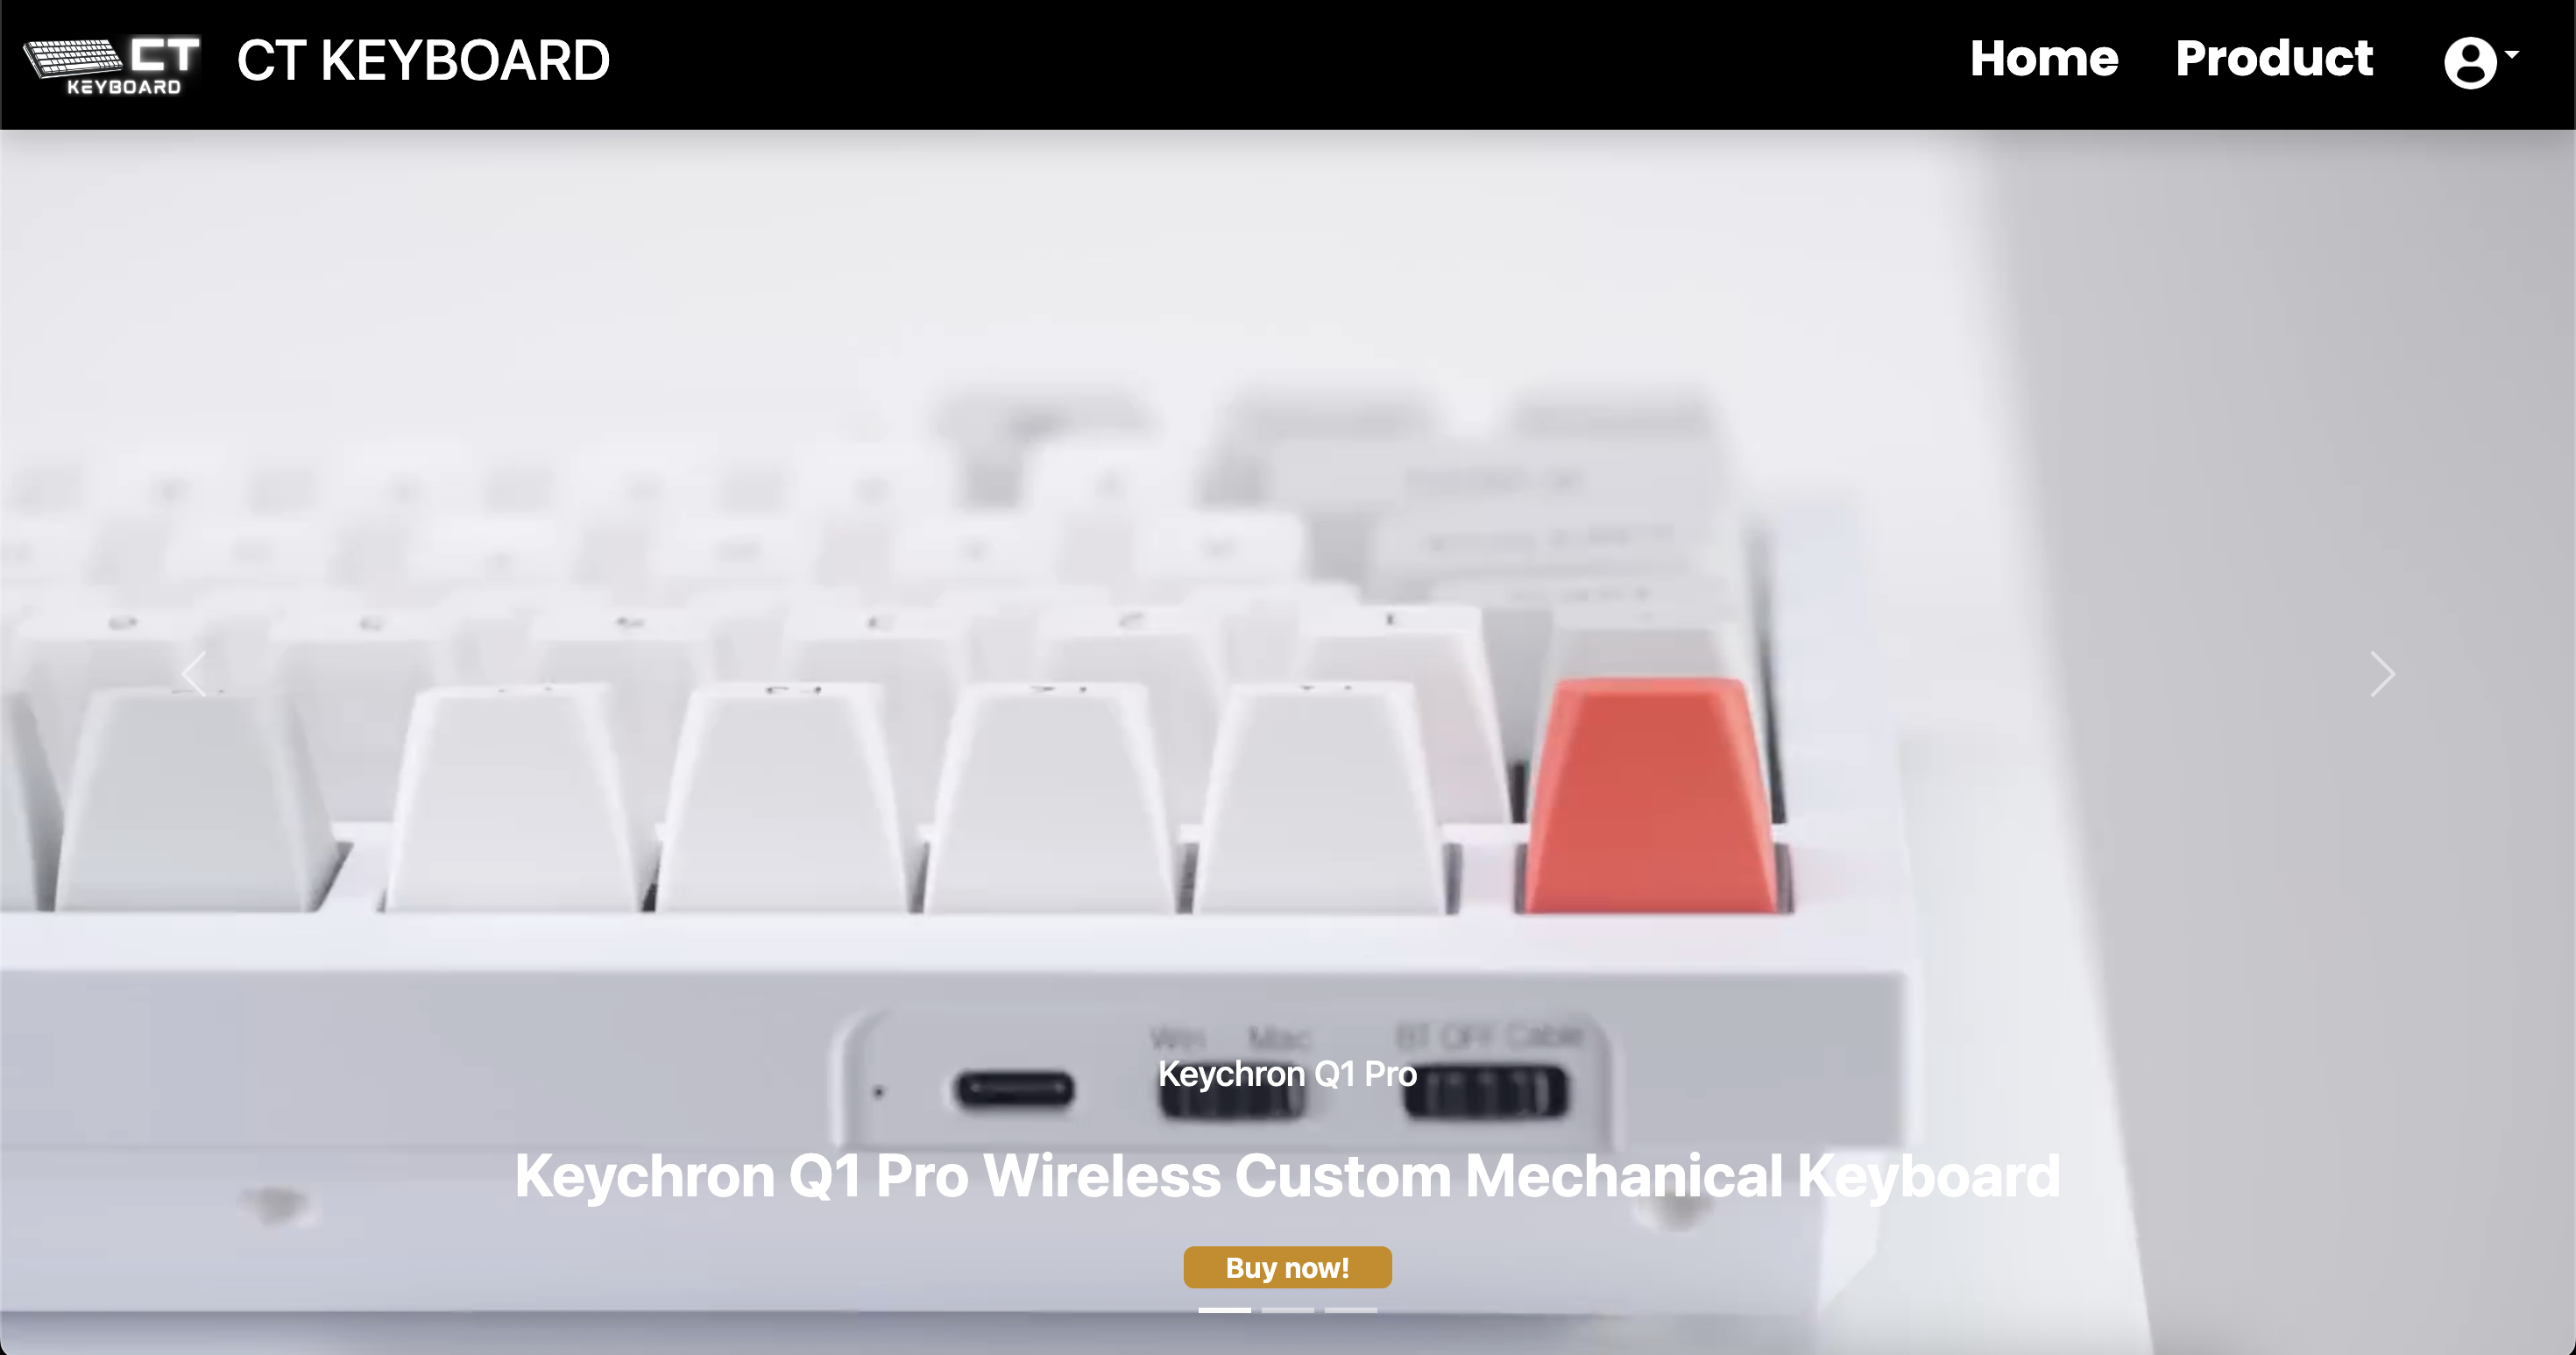 CT
KEYBOARD
CT KEYBOARD
Home
Product
Win Mac
BT OFF Cable
Keychron Q1 Pro
Keychron Q1 Pro Wireless Custom Mechanical Keyboard
Buy now!